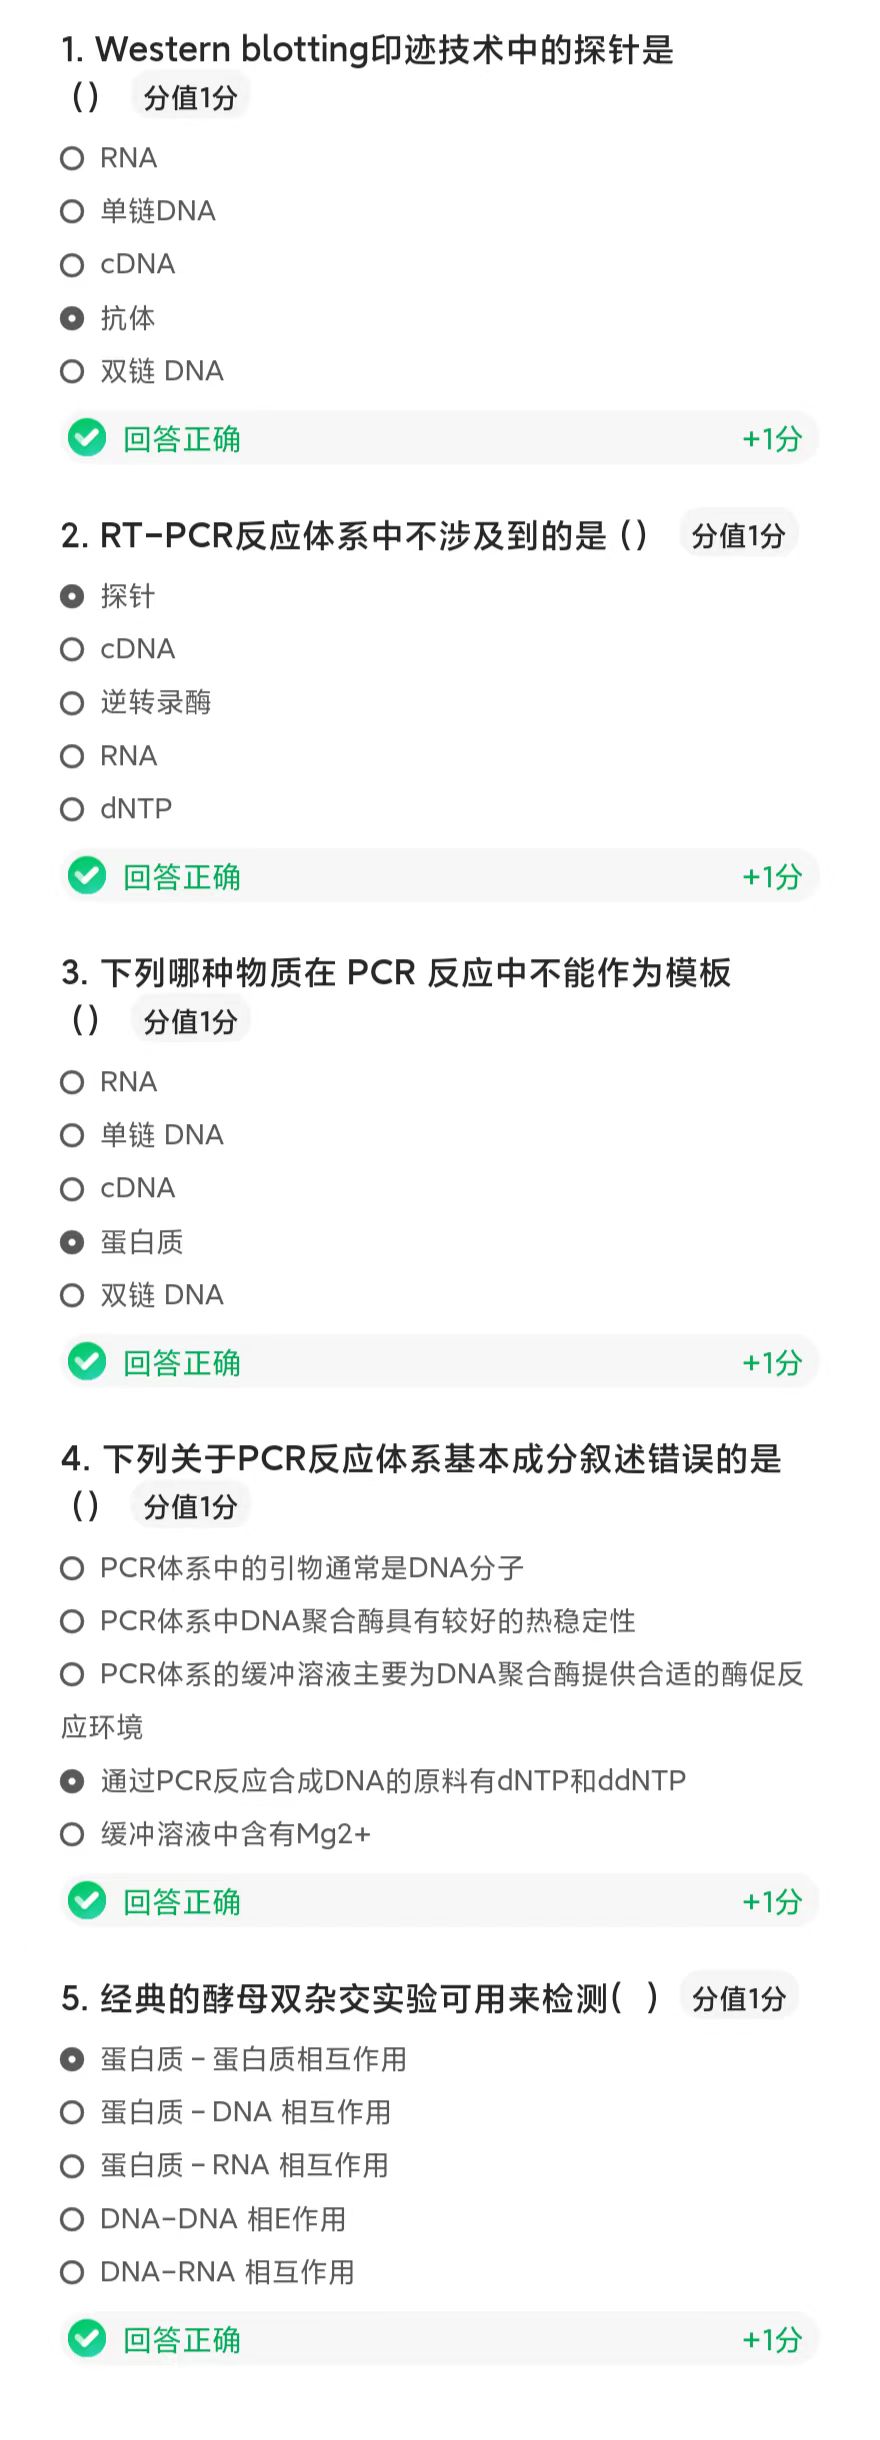 1. Western blotting印迹技术中的探针是
() 分值1分
RNA
单链DNA
cDNA
抗体
双链 DNA
回答正确 +1分
2. RT-PCR反应体系中不涉及到的是 () 分值1分
探针
cDNA
逆转录酶
RNA
dNTP
回答正确 +1分
3. 下列哪种物质在 PCR 反应中不能作为模板
() 分值1分
RNA
单链 DNA
cDNA
蛋白质
双链 DNA
回答正确 +1分
4. 下列关于PCR反应体系基本成分叙述错误的是
() 分值1分
PCR体系中的引物通常是DNA分子
PCR体系中DNA聚合酶具有较好的热稳定性
PCR体系的缓冲溶液主要为DNA聚合酶提供合适的酶促反
应环境
通过PCR反应合成DNA的原料有dNTP和ddNTP
缓冲溶液中含有Mg2+
回答正确 +1分
5. 经典的酵母双杂交实验可用来检测( ) 分值1分
蛋白质－蛋白质相互作用
蛋白质－DNA 相互作用
蛋白质－RNA 相互作用
DNA-DNA 相E作用
DNA-RNA 相互作用
回答正确 +1分